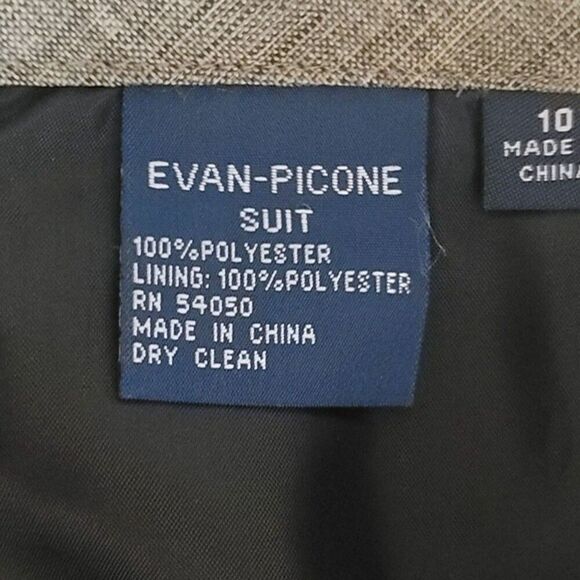 EVAN-PICONE
SUIT
100%POLYESTER
LINING: 100%POLYESTER
RN 54050
MADE IN CHINA
DRY CLEAN
10
MADE
CHINA